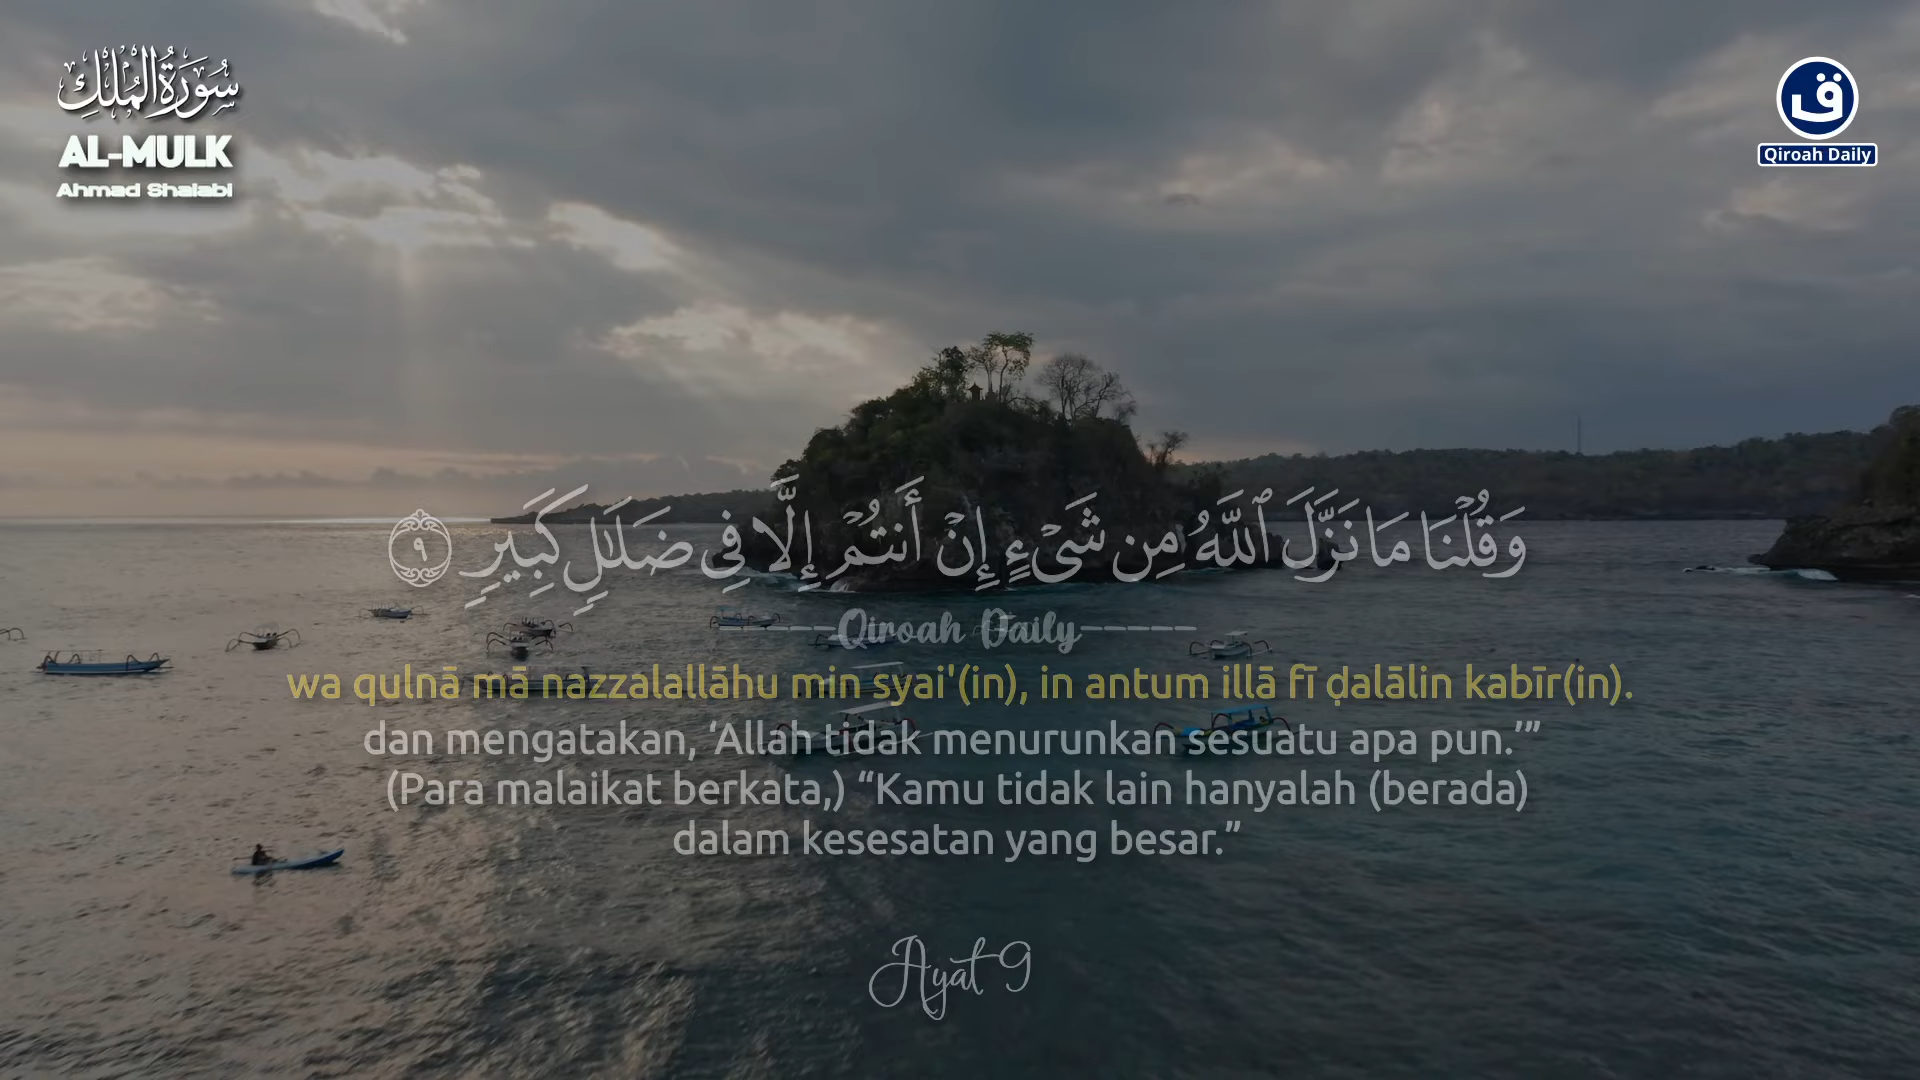 سُورَةُ الْمُلْكِ
AL-MULK
Ahmad Shalabi
ق
Qiroah Daily
وَقُلْنَا مَا نَزَّلَ ٱللَّهُ مِن شَىْءٍ إِنْ أَنتُمْ إِلَّا فِى ضَلَـٰلٍ كَبِيرٍ ٩
Qiroah Daily
wa qulnā mā nazzalallāhu min syai'(in), in antum illā fī ḍalālin kabīr(in).
dan mengatakan, ‘Allah tidak menurunkan sesuatu apa pun.’”
(Para malaikat berkata,) “Kamu tidak lain hanyalah (berada)
dalam kesesatan yang besar.”
Ayat 9